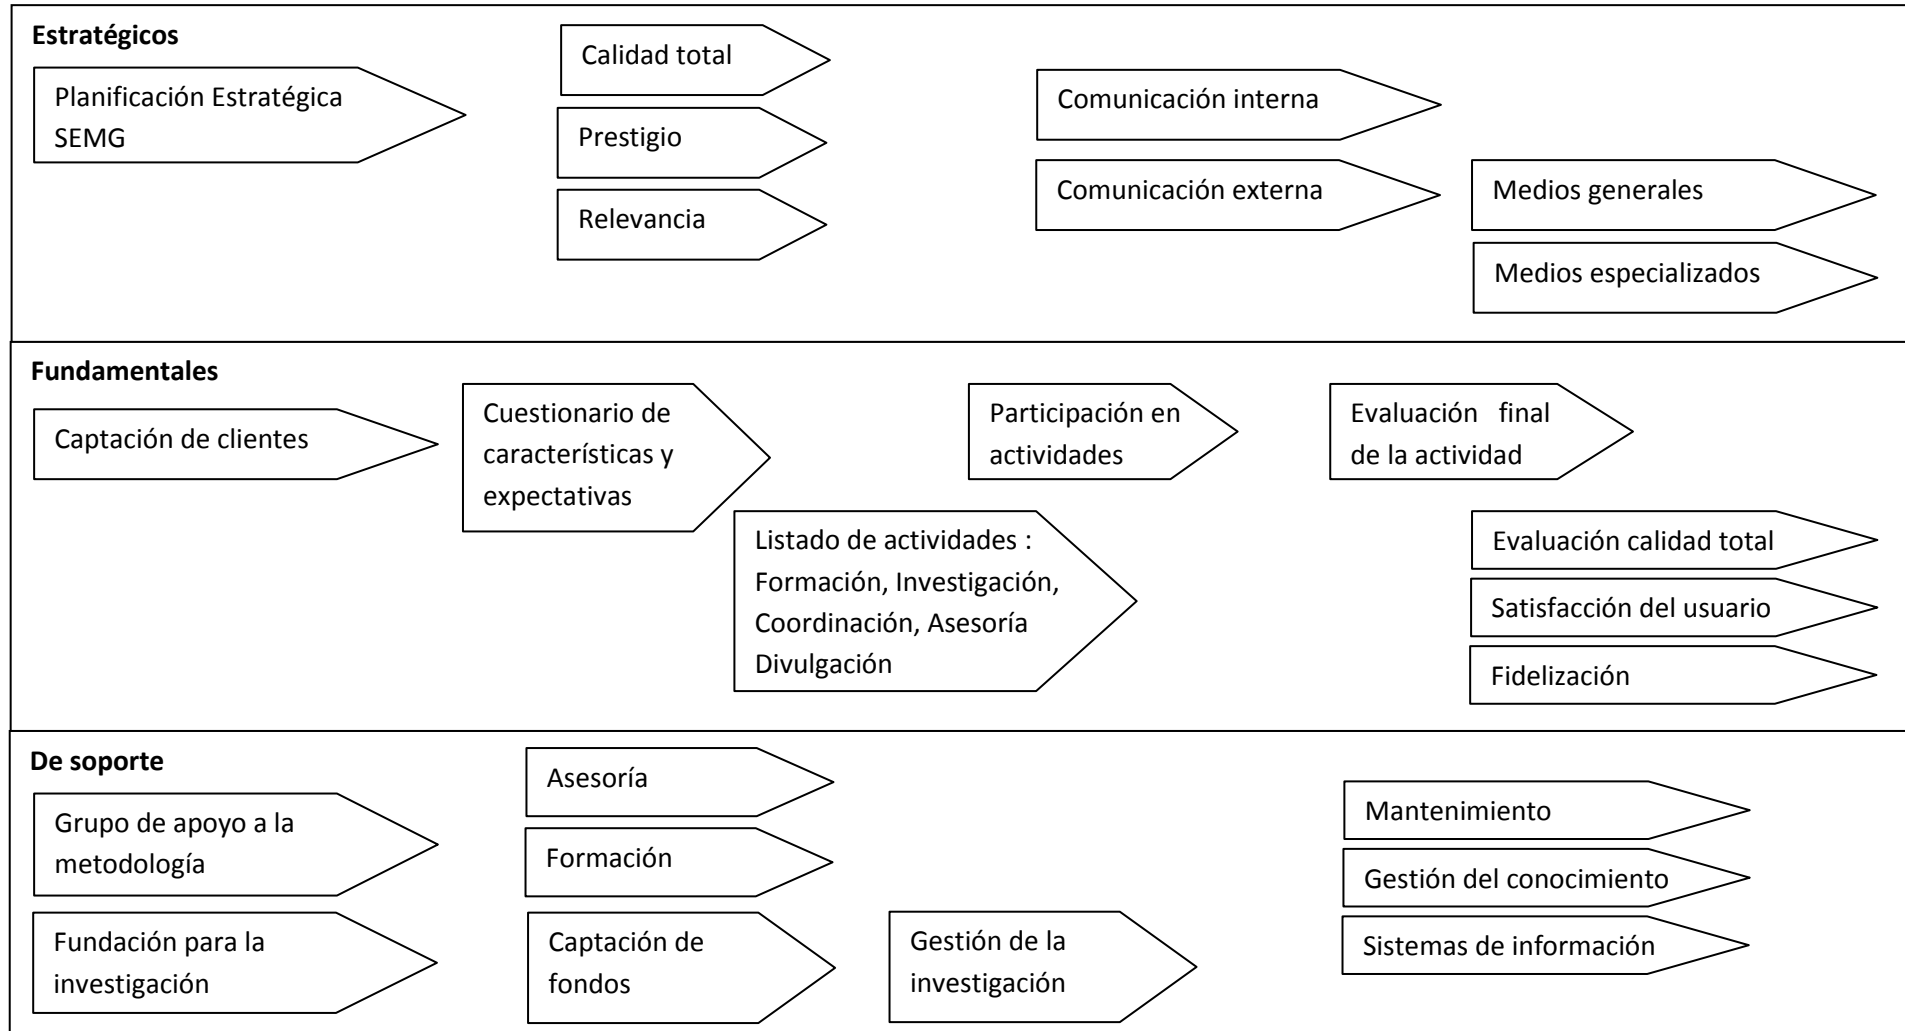 Estratégicos
Planificación Estratégica
SEMG
Calidad total
Prestigio
Relevancia
Comunicación interna
Comunicación externa
Medios generales
Medios especializados
Fundamentales
Captación de clientes
Cuestionario de
características y
expectativas
Listado de actividades :
Formación, Investigación,
Coordinación, Asesoría
Divulgación
Participación en
actividades
Evaluación final
de la actividad
Evaluación calidad total
Satisfacción del usuario
Fidelización
De soporte
Grupo de apoyo a la
metodología
Fundación para la
investigación
Asesoría
Formación
Captación de
fondos
Gestión de la
investigación
Mantenimiento
Gestión del conocimiento
Sistemas de información